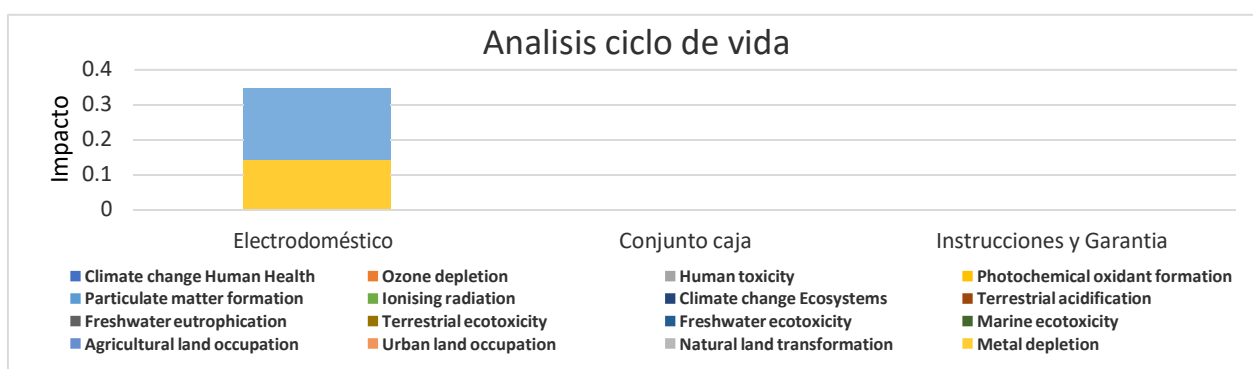 Analisis ciclo de vida
0.4
0.3
0.2
0.1
0
Impacto
Electrodoméstico Conjunto caja Instrucciones y Garantia
Climate change Human Health Ozone depletion Human toxicity Photochemical oxidant formation
Particulate matter formation Ionising radiation Climate change Ecosystems Terrestrial acidification
Freshwater eutrophication Terrestrial ecotoxicity Freshwater ecotoxicity Marine ecotoxicity
Agricultural land occupation Urban land occupation Natural land transformation Metal depletion